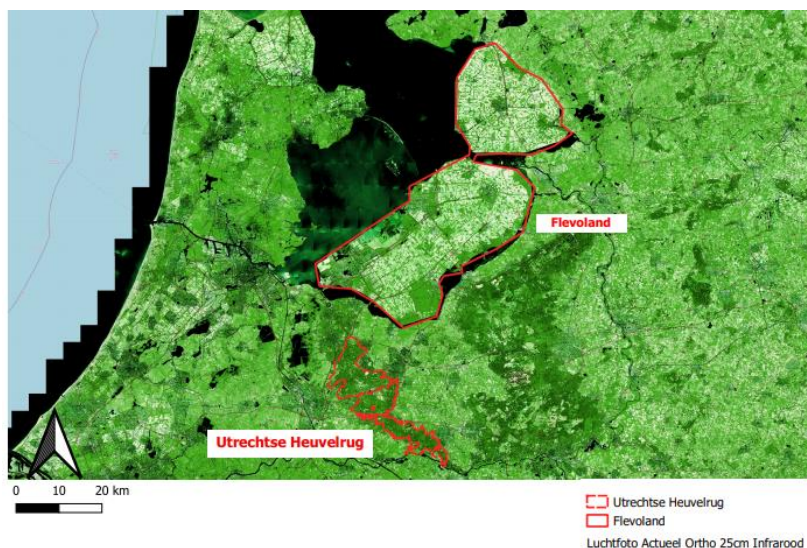 Flevoland
Utrechtse Heuvelrug
0 10 20 km
Utrechtse Heuvelrug
Flevoland
Luchtfoto Actueel Ortho 25cm Infrarood